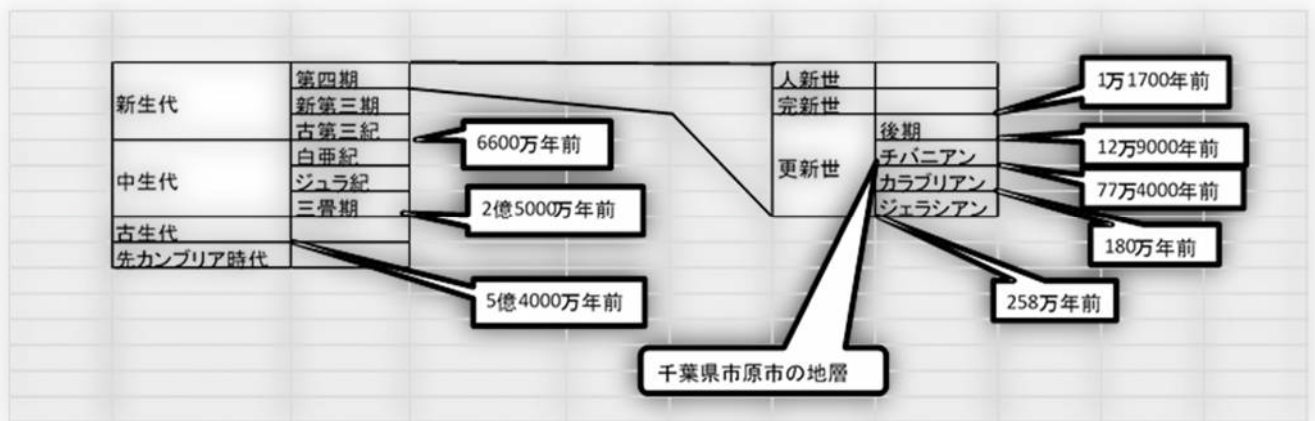 新生代
第四期
新第三期
古第三紀
中生代
白亜紀
ジュラ紀
三畳期
古生代
先カンブリア時代
6600万年前
2億5000万年前
5億4000万年前
人新世
完新世
更新世
後期
チバニアン
カラブリアン
ジェラシアン
1万1700年前
12万9000年前
77万4000年前
180万年前
258万年前
千葉県市原市の地層